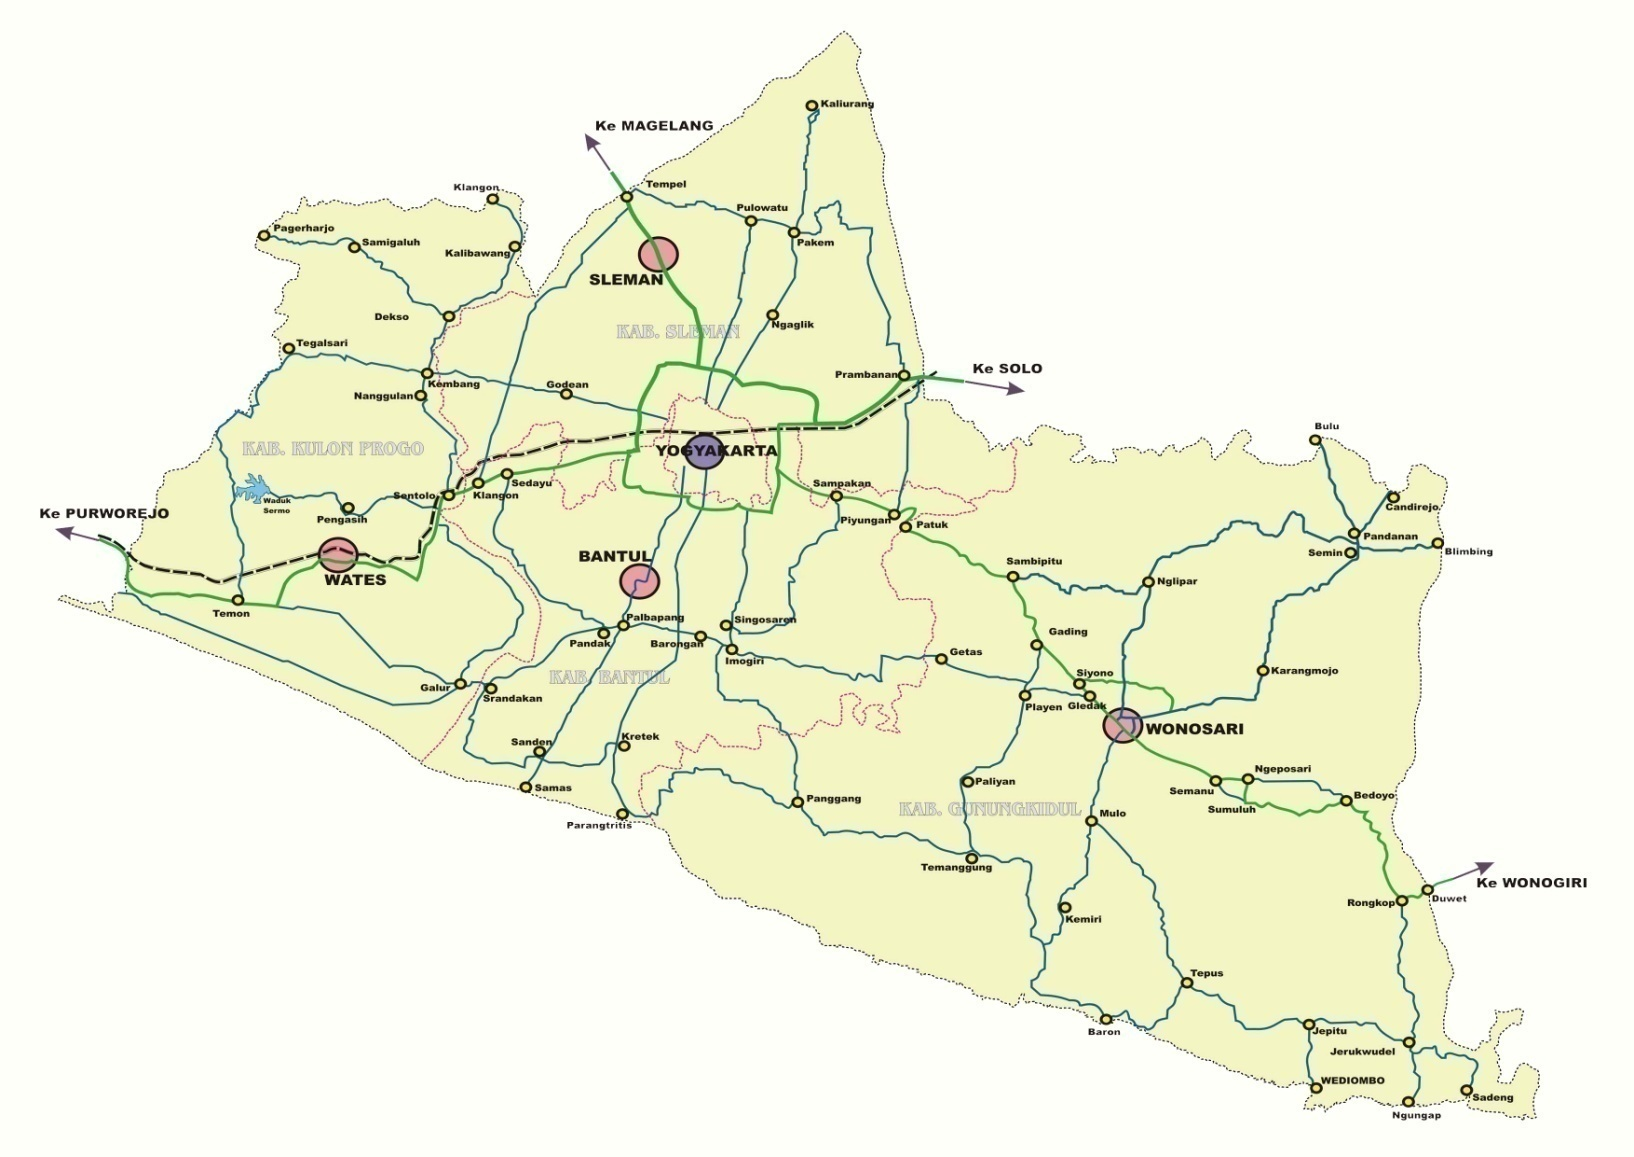 Kaliurang
Ke MAGELANG
Tempel
Klangon
Pulowatu
Pagerharjo
Samigaluh
Kalibawang
Pakem
SLEMAN
Dekso
KAB. SLEMAN
Ngaglik
Tegalsari
Ke SOLO
Prambanan
Kembang
Godean
Nanggulan
Bulu
KAB. KULON PROGO
YOGYAKARTA
Sampakan
Sedayu
Sentolo
Klangon
Waduk
Sermo
Candirejo
Ke PURWOREJO
Pengasih
Piyungan
Patuk
Pandanan
Semin
Blimbing
BANTUL
Sambipitu
WATES
Nglipar
Temon
Palbapang
Singosaren
Gading
Pandak
Barongan
Imogiri
Getas
Siyono
Karangmojo
KAB. BANTUL
Galur
Srandakan
Playen
Gledak
WONOSARI
Kretek
Sanden
Ngeposari
Paliyan
Samas
Semanu
Bedoyo
Panggang
KAB. GUNUNGKIDUL
Sumuluh
Mulo
Parangtritis
Temanggung
Ke WONOGIRI
Rongkop
Duwet
Kemiri
Tepus
Baron
Jepitu
Jerukwudel
WEDIOMBO
Sadeng
Ngungap